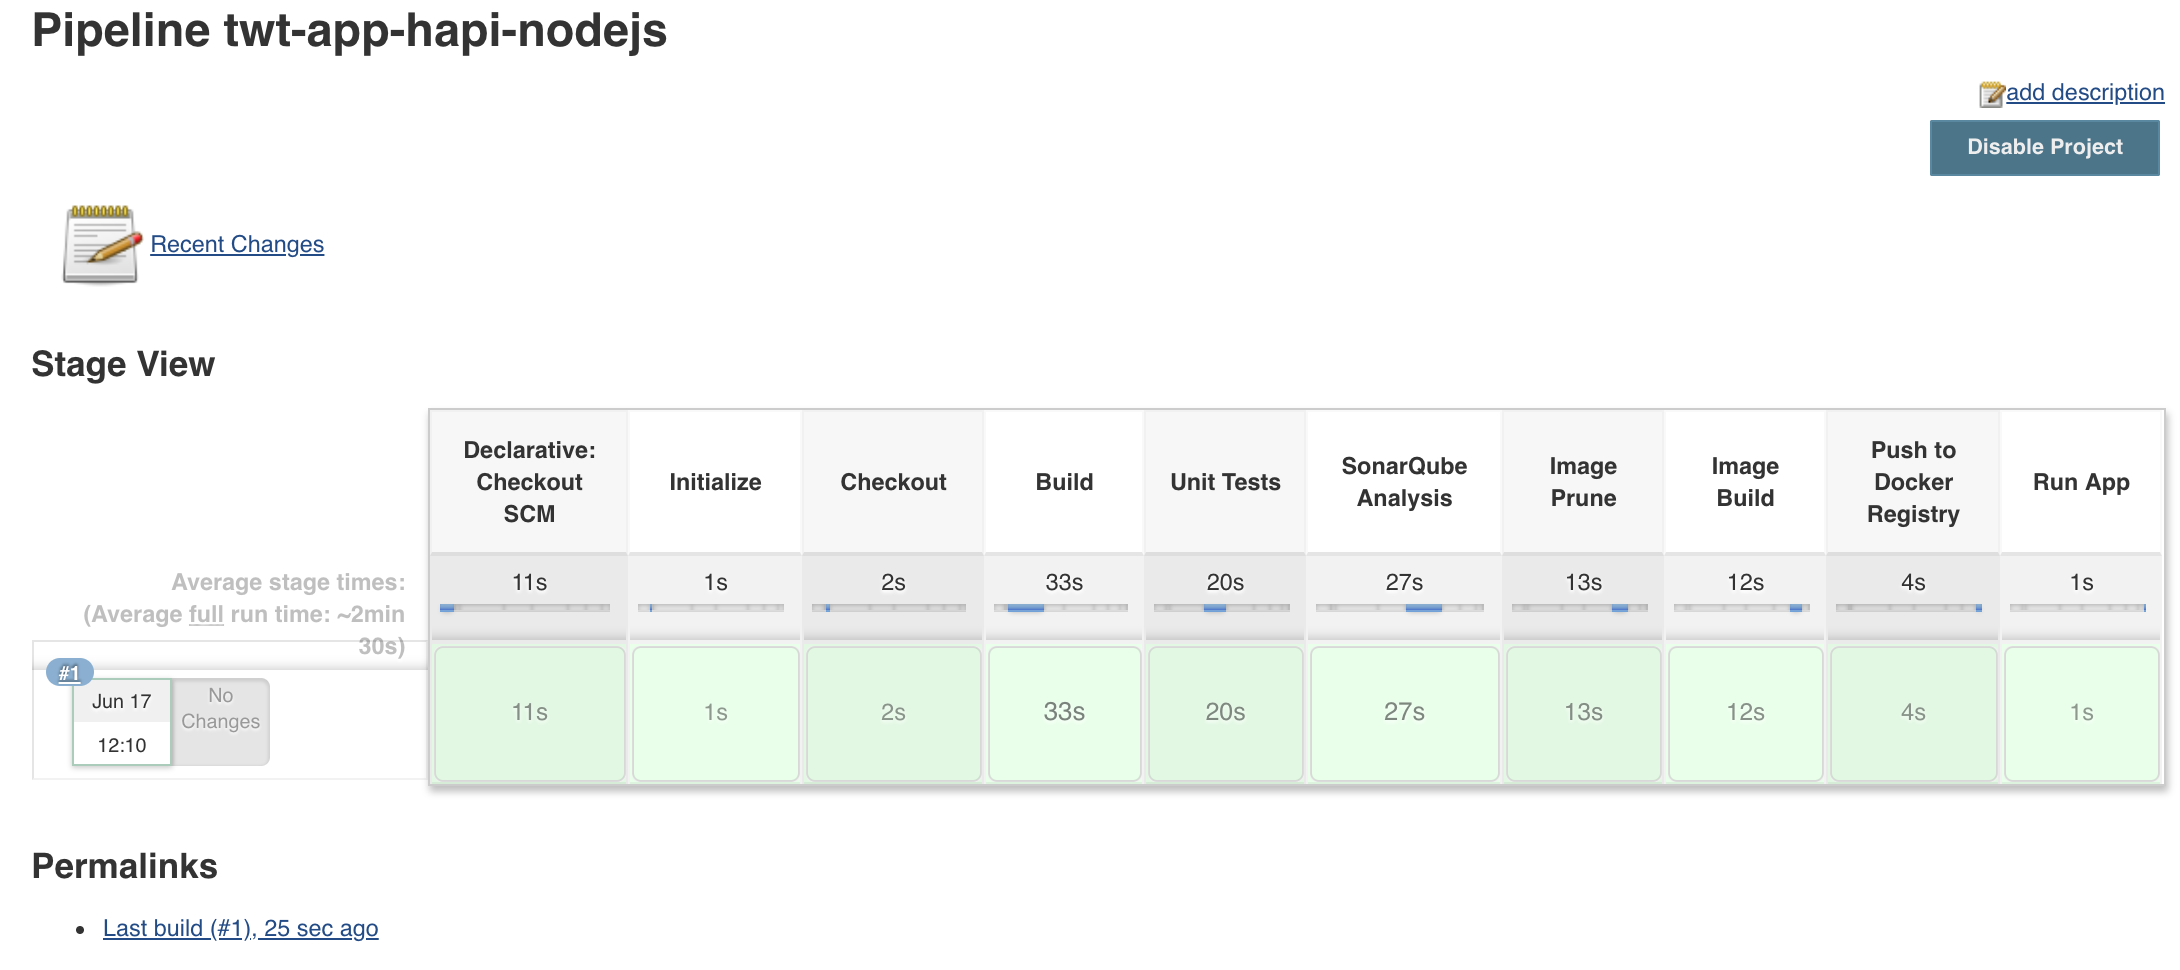 Pipeline twt-app-hapi-nodejs
add description
Disable Project
Recent Changes
Stage View
Declarative:
Checkout
SCM
Initialize
Checkout
Build
Unit Tests
SonarQube
Analysis
Image
Prune
Image
Build
Push to
Docker
Registry
Run App
Average stage times:
(Average full run time: ~2min
30s)
11s
1s
2s
33s
20s
27s
13s
12s
4s
1s
#1
Jun 17
12:10
No
Changes
11s
1s
2s
33s
20s
27s
13s
12s
4s
1s
Permalinks
Last build (#1), 25 sec ago